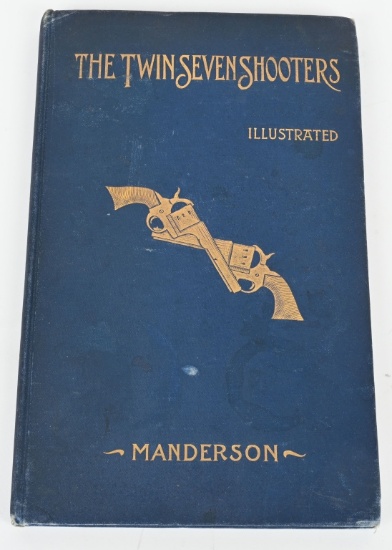 THE TWIN SEVEN SHOOTERS
ILLUSTRATED
~ MANDERSON ~